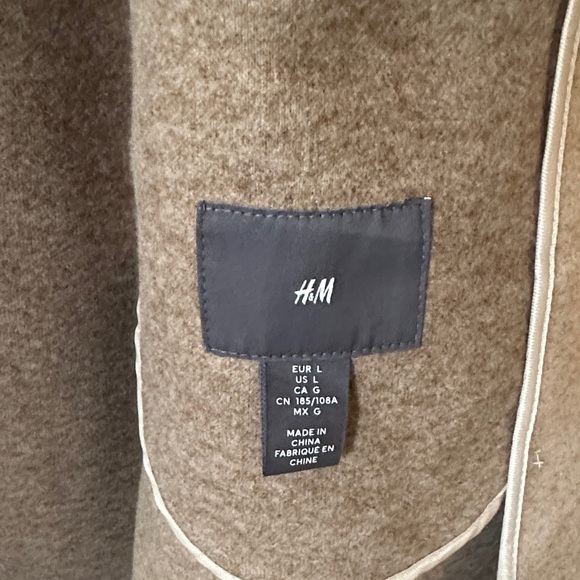 H&M
EUR L
US L
CA G
CN 185/108A
MX G
MADE IN
CHINA
FABRIQUÉ EN
CHINE